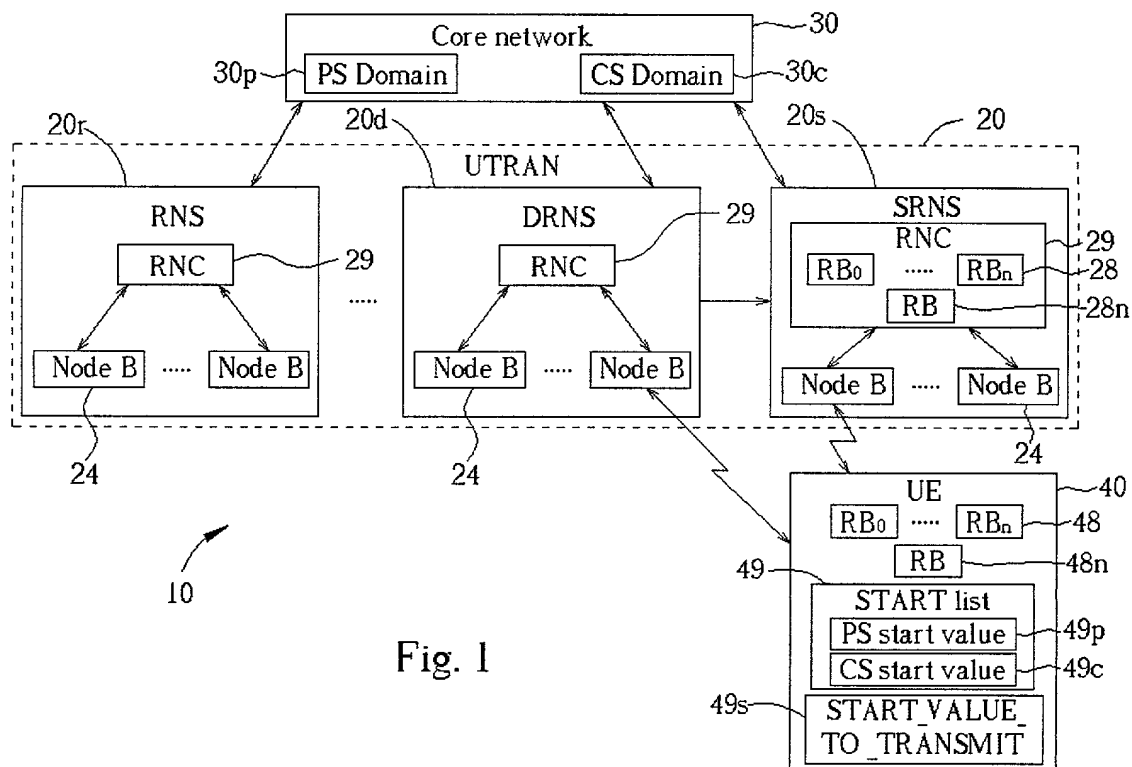 Core network
30
30p
PS Domain
CS Domain
30c
20r
20d
20s
20
UTRAN
RNS
DRNS
SRNS
RNC
29
RNC
29
RNC
29
RB0 ..... RBn
28
RB
28n
.....
Node B ..... Node B
Node B ..... Node B
Node B ..... Node B
24
24
24
UE
40
RB0 ..... RBn
48
RB
48n
49
START list
PS start value
49p
CS start value
49c
49s
START_VALUE_
TO_TRANSMIT
10
Fig. 1